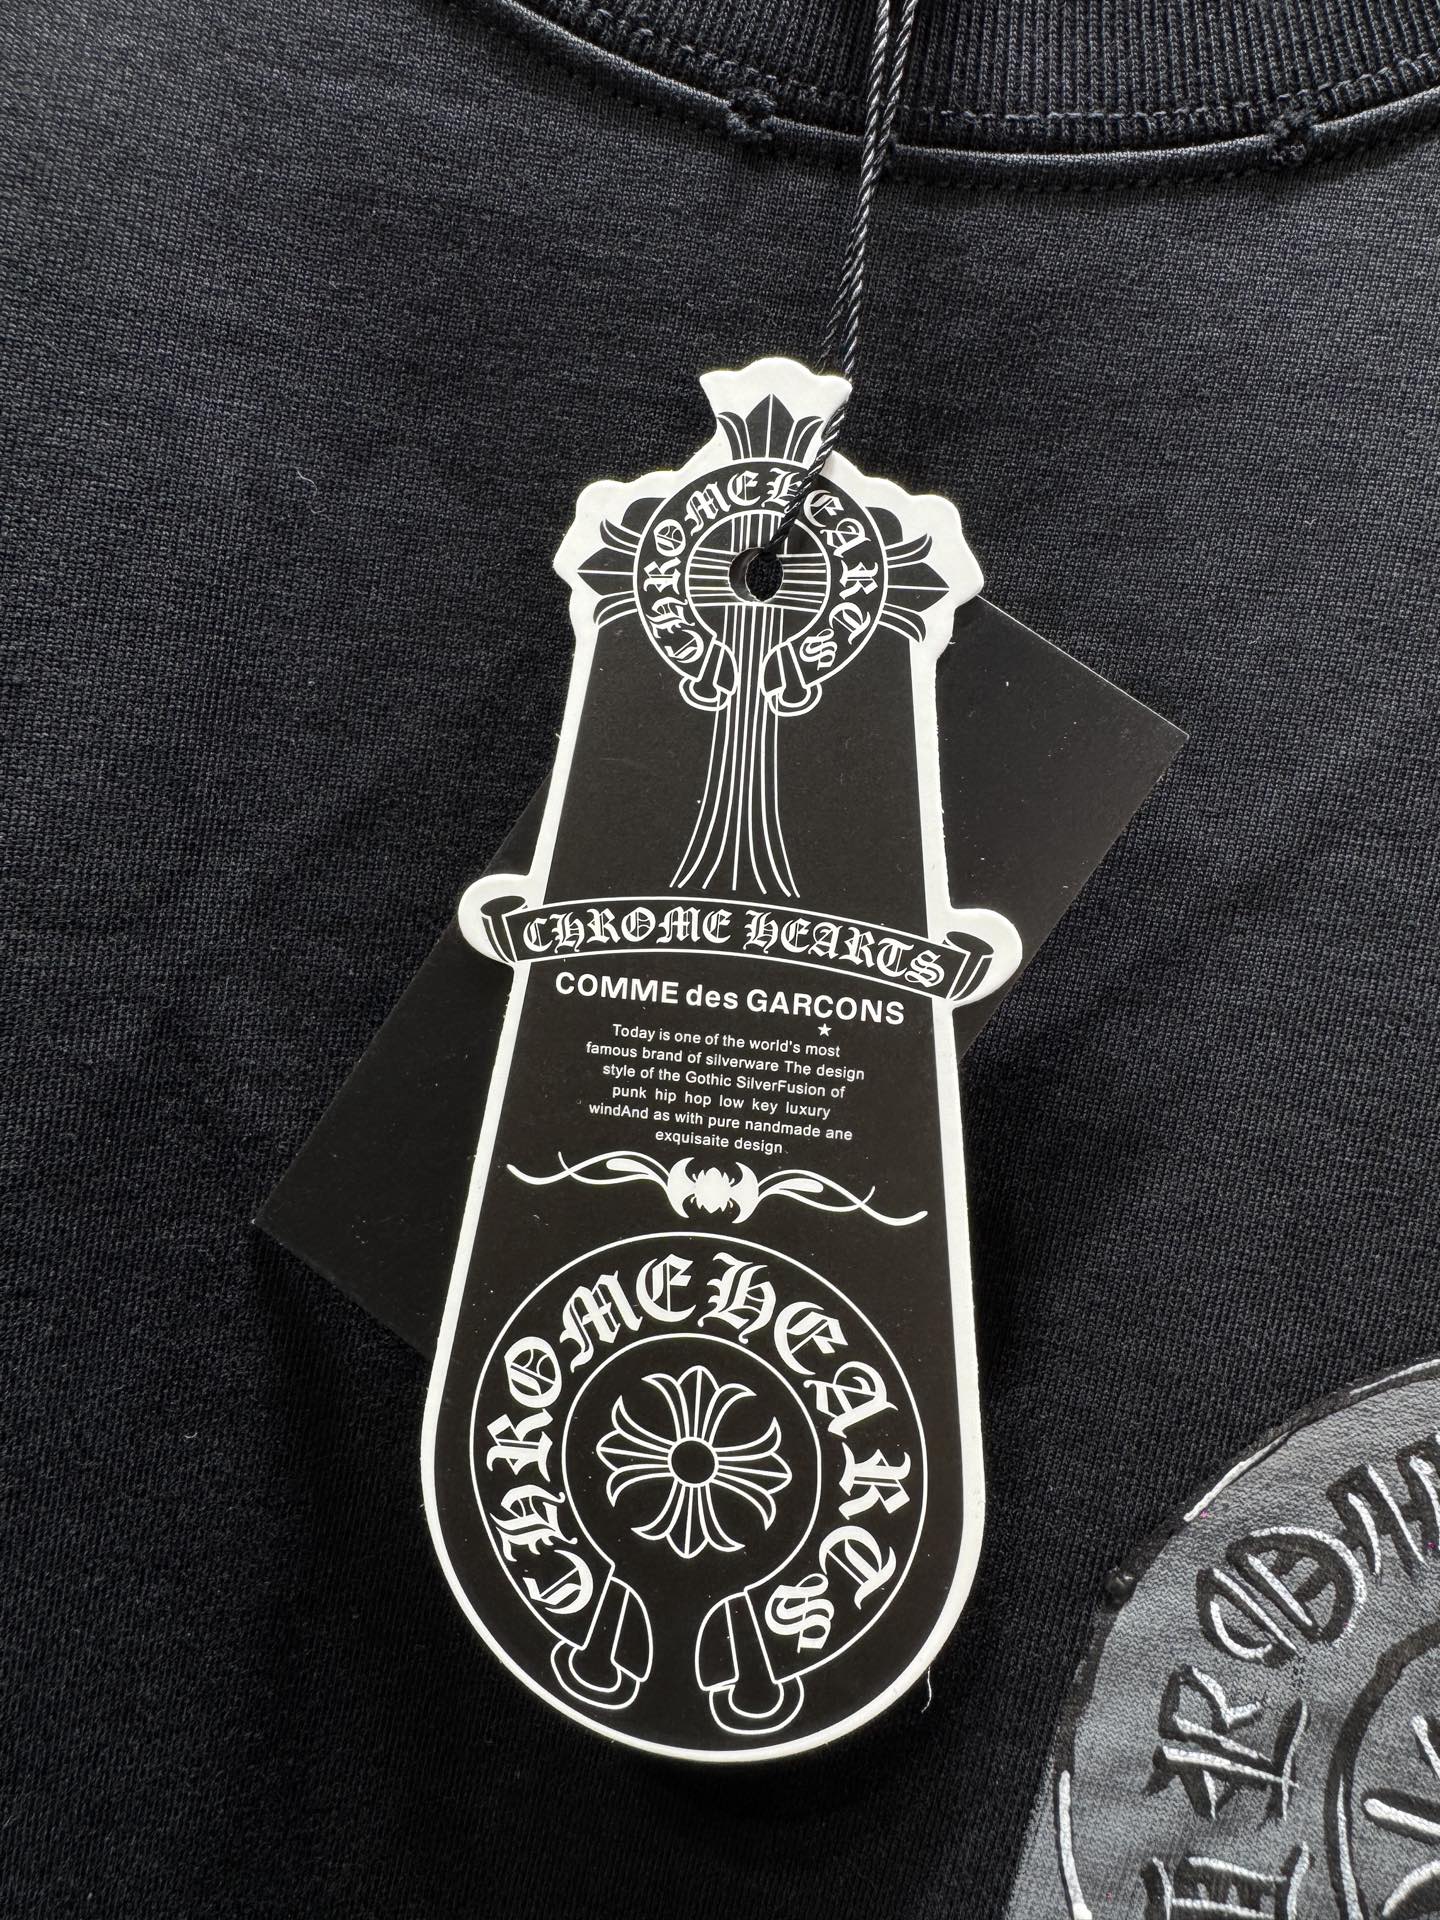 CHROME HEARTS
CHROME HEARTS
COMME des GARCONS
Today is one of the world's most
famous brand of silverware The design
style of the Gothic SilverFusion of
punk hip hop low key luxury
windAnd as with pure nandmade ane
exquisaite design
CHROME HEARTS